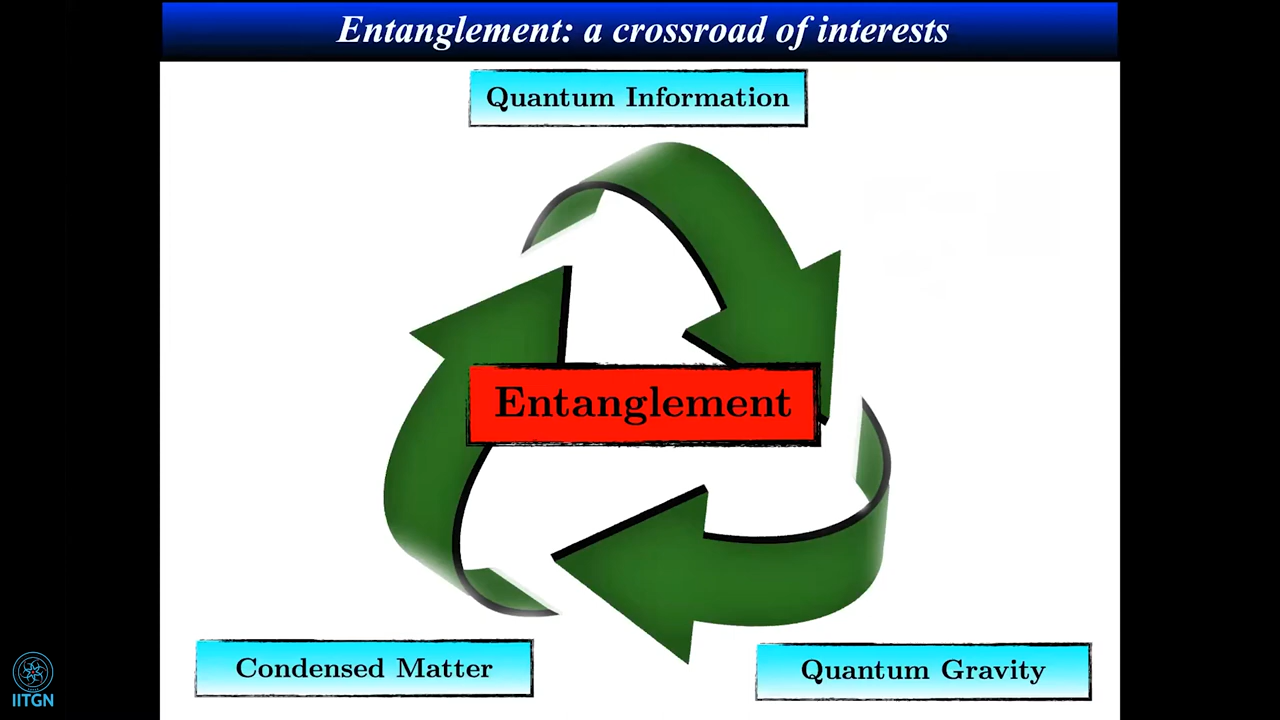 Entanglement: a crossroad of interests
Quantum Information
Entanglement
Condensed Matter
Quantum Gravity
IITGN